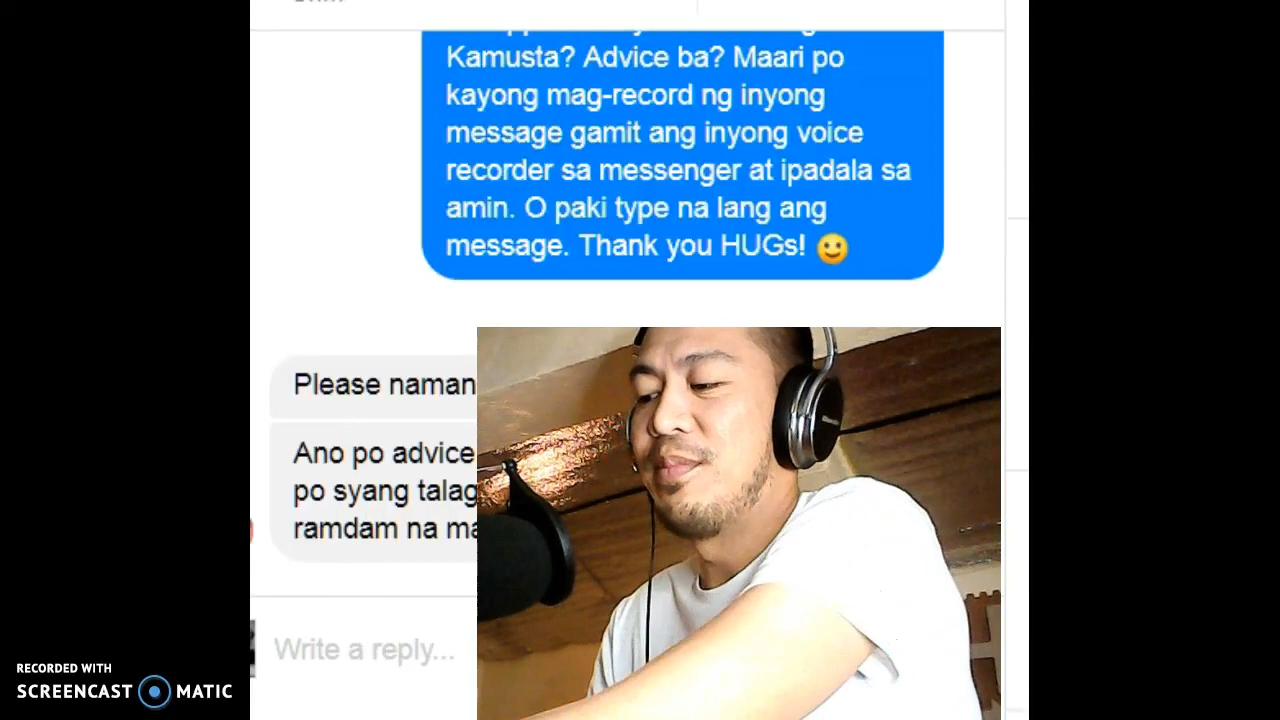 Kamusta? Advice ba? Maari po
kayong mag-record ng inyong
message gamit ang inyong voice
recorder sa messenger at ipadala sa
amin. O paki type na lang ang
message. Thank you HUGs! 🙂
Please naman
Ano po advice
po syang talag
ramdam na ma
Write a reply...
RECORDED WITH
SCREENCAST MATIC